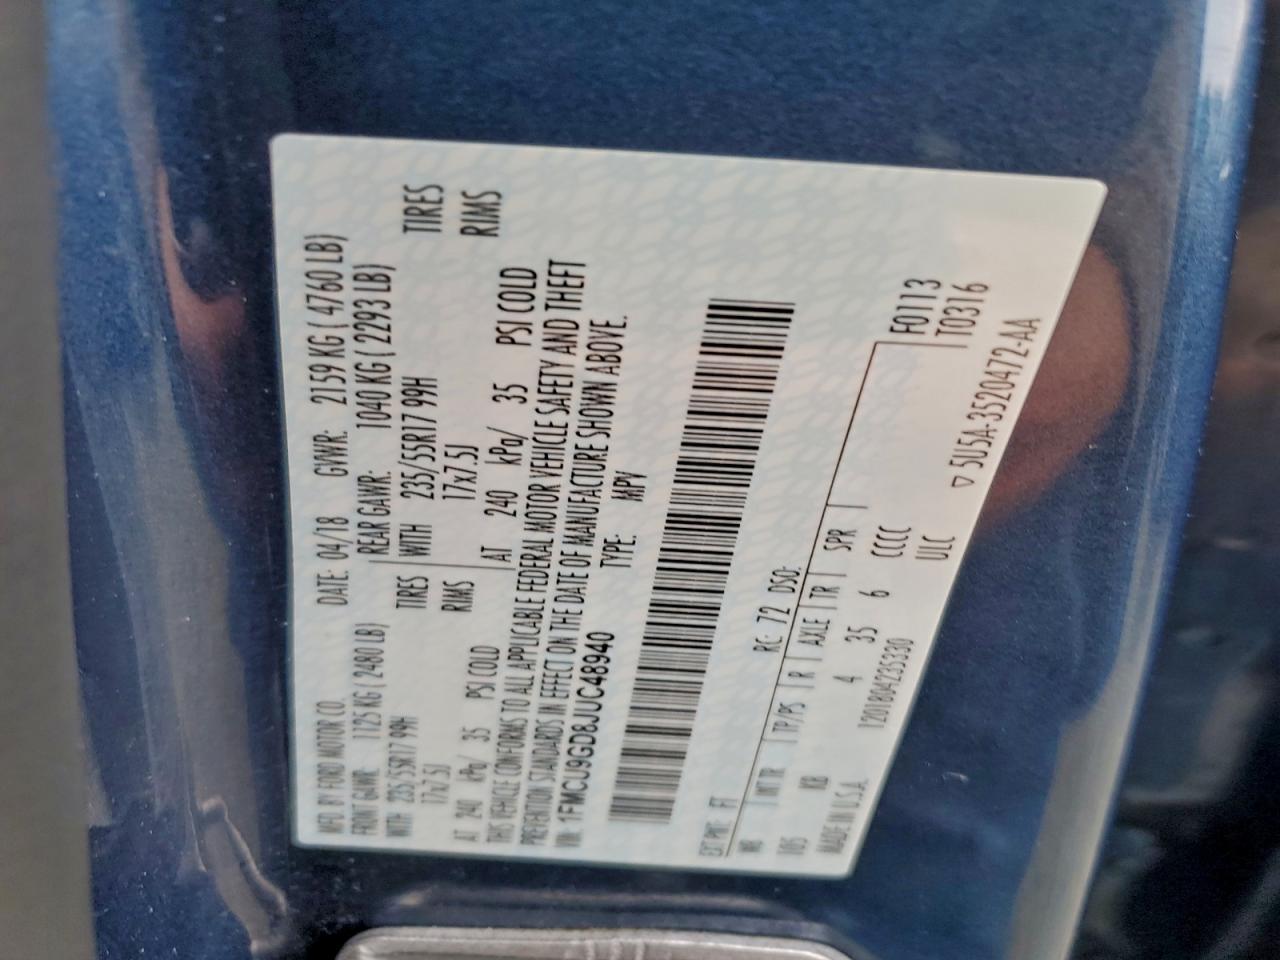 MFD. BY FORD MOTOR CO.
DATE: 04/18 GVWR: 2159 KG ( 4760 LB)
FRONT GAWR: 1125 KG ( 2480 LB)
REAR GAWR: 1040 KG ( 2293 LB)
WITH 235/55R17 99H TIRES
WITH 235/55R17 99H TIRES
17x7.5J RIMS
17x7.5J RIMS
AT 240 kPa/ 35 PSI COLD
AT 240 kPa/ 35 PSI COLD
THIS VEHICLE CONFORMS TO ALL APPLICABLE FEDERAL MOTOR VEHICLE SAFETY AND THEFT
PREVENTION STANDARDS IN EFFECT ON THE DATE OF MANUFACTURE SHOWN ABOVE.
VIN: 1FMCU9GD8JUC48940 TYPE: MPV
EXT PNT: FT RC: 72 DSO:
WB INT TR TP/PS R AXLE TR SPR F0113
105 KB 4 35 6 CCCC T0316
MADE IN U.S.A. 1201804235330 ULC
5U5A-3520472-AA